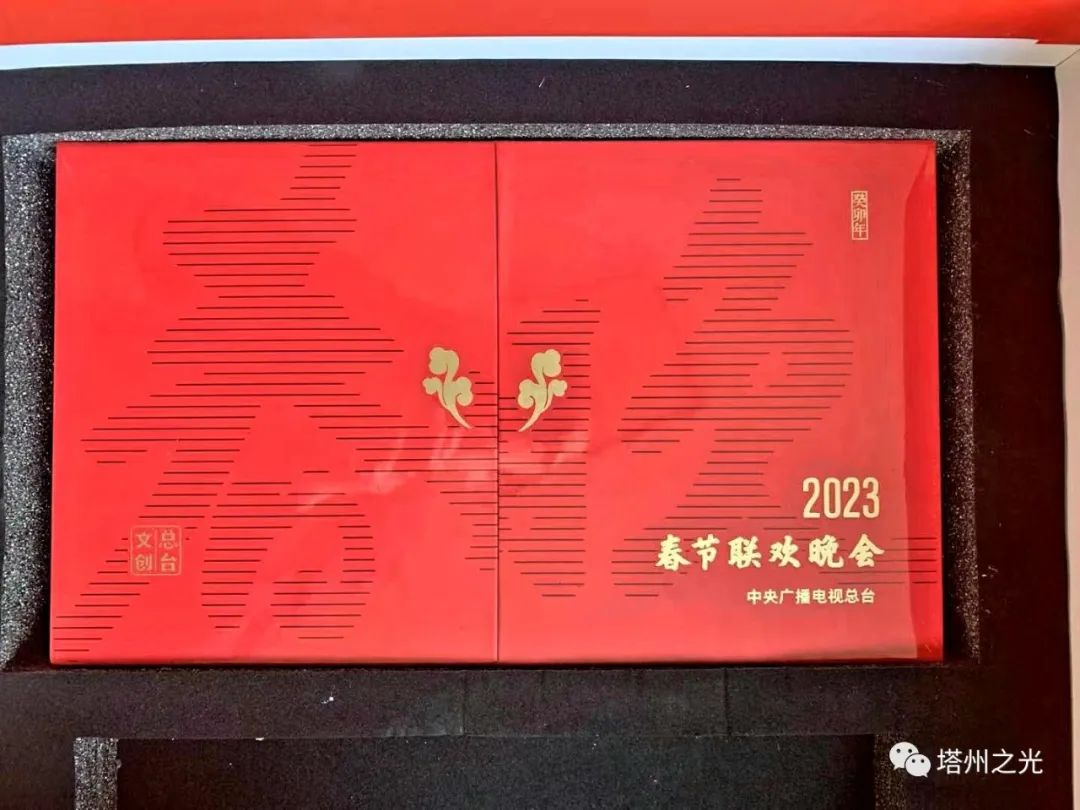 癸卯年
2023
春节联欢晚会
中央广播电视总台
总台
文创
塔州之光